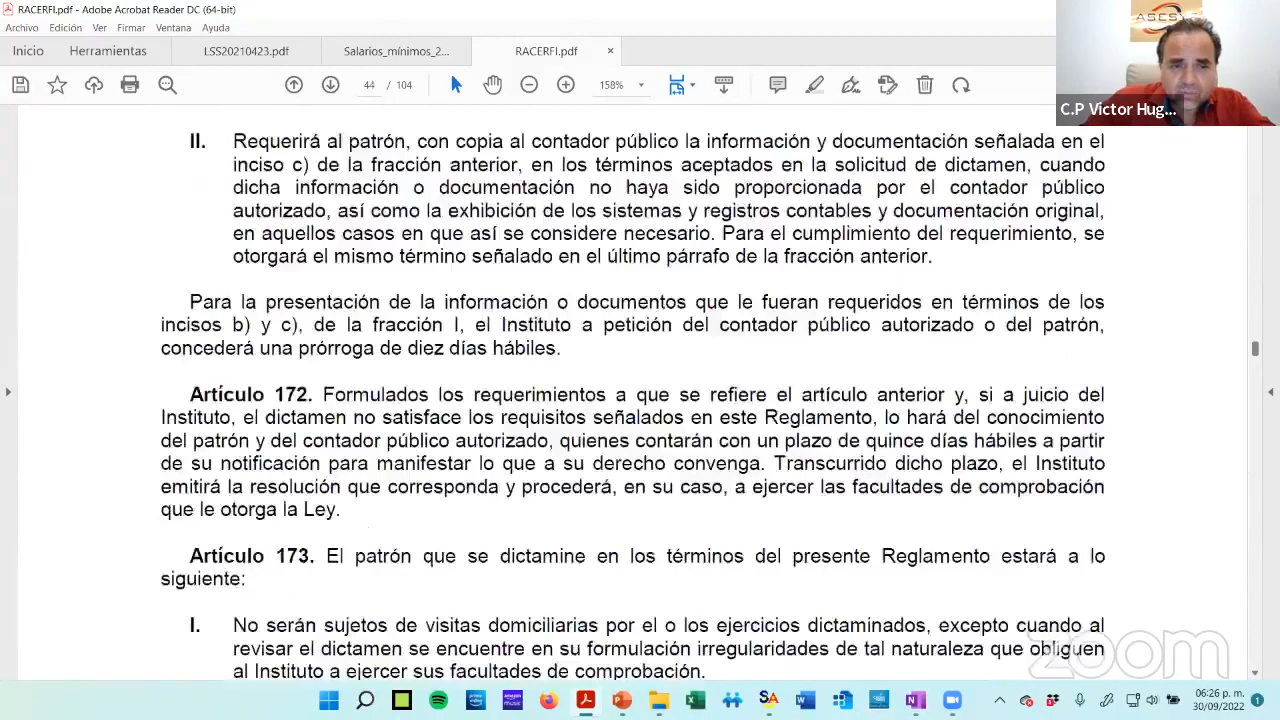 RACERFI.pdf - Adobe Acrobat Reader DC (64-bit)
Archivo Edición Ver Firmar Ventana Ayuda
Inicio Herramientas LSS20210423.pdf Salarios_mínimos_2... RACERFI.pdf ×
44 / 104 158%
ASESYC
C.P Victor Hug...
II. Requerirá al patrón, con copia al contador público la información y documentación señalada en el
inciso c) de la fracción anterior, en los términos aceptados en la solicitud de dictamen, cuando
dicha información o documentación no haya sido proporcionada por el contador público
autorizado, así como la exhibición de los sistemas y registros contables y documentación original,
en aquellos casos en que así se considere necesario. Para el cumplimiento del requerimiento, se
otorgará el mismo término señalado en el último párrafo de la fracción anterior.
Para la presentación de la información o documentos que le fueran requeridos en términos de los
incisos b) y c), de la fracción I, el Instituto a petición del contador público autorizado o del patrón,
concederá una prórroga de diez días hábiles.
Artículo 172. Formulados los requerimientos a que se refiere el artículo anterior y, si a juicio del
Instituto, el dictamen no satisface los requisitos señalados en este Reglamento, lo hará del conocimiento
del patrón y del contador público autorizado, quienes contarán con un plazo de quince días hábiles a partir
de su notificación para manifestar lo que a su derecho convenga. Transcurrido dicho plazo, el Instituto
emitirá la resolución que corresponda y procederá, en su caso, a ejercer las facultades de comprobación
que le otorga la Ley.
Artículo 173. El patrón que se dictamine en los términos del presente Reglamento estará a lo
siguiente:
I. No serán sujetos de visitas domiciliarias por el o los ejercicios dictaminados, excepto cuando al
revisar el dictamen se encuentre en su formulación irregularidades de tal naturaleza que obliguen
al Instituto a ejercer sus facultades de comprobación.
zoom
06:26 p. m.
30/09/2022